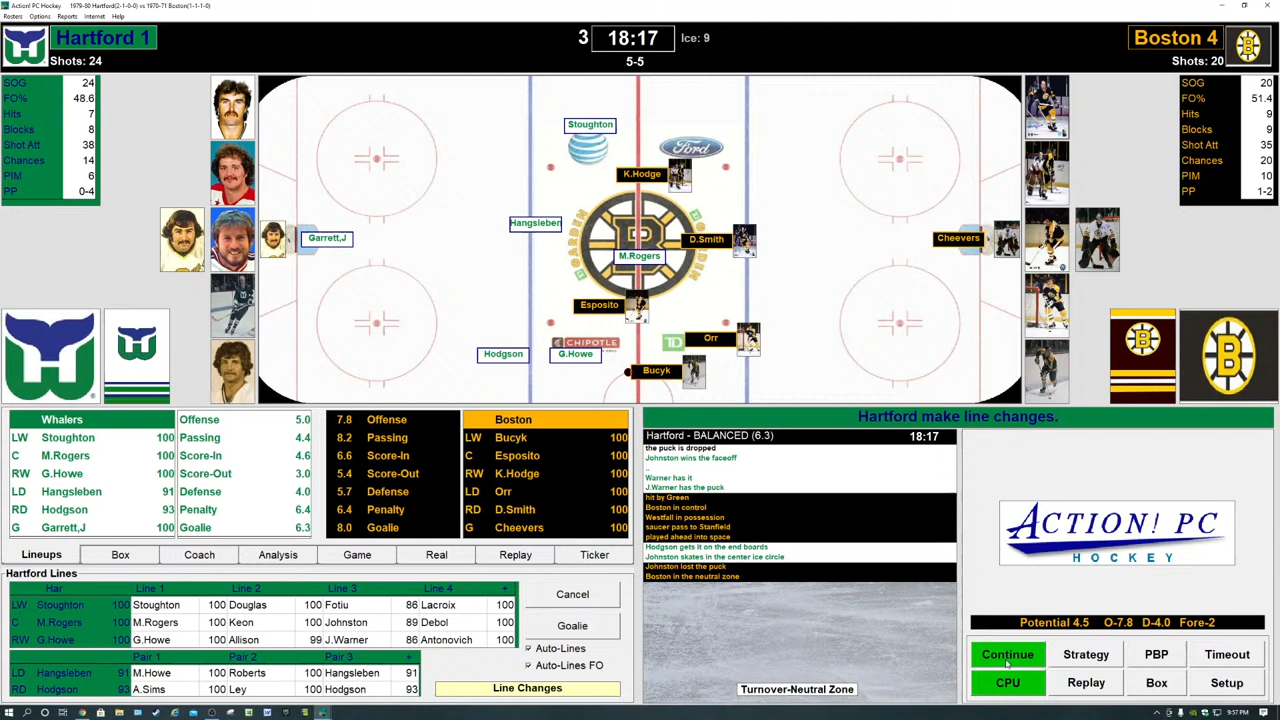 Action! PC Hockey 1979-80 Hartford(2-1-0-0) vs 1970-71 Boston(1-1-1-0)
Rosters Options Reports Internet Help
Hartford 1 3 18:17 Ice: 9 Boston 4
Shots: 24 5-5 Shots: 20
SOG 24
FO% 48.6
Hits 7
Blocks 8
Shot Att 38
Chances 14
PIM 6
PP 0-4
SOG 20
FO% 51.4
Hits 9
Blocks 9
Shot Att 35
Chances 20
PIM 10
PP 1-2
Stoughton
at&t
Ford
K.Hodge
Hangsleben
GARDEN
Garrett,J
D.Smith
Cheevers
M.Rogers
Esposito
CHIPOTLE
TD
Orr
Hodgson
G.Howe
Bucyk
Whalers
LW Stoughton 100
C M.Rogers 100
RW G.Howe 100
LD Hangsleben 91
RD Hodgson 93
G Garrett,J 100
Offense 5.0
Passing 4.4
Score-In 4.6
Score-Out 3.0
Defense 4.0
Penalty 6.4
Goalie 6.3
7.8 Offense
8.2 Passing
6.6 Score-In
5.4 Score-Out
5.7 Defense
6.4 Penalty
8.0 Goalie
Boston
LW Bucyk 100
C Esposito 100
RW K.Hodge 100
LD Orr 100
RD D.Smith 100
G Cheevers 100
Lineups Box Coach Analysis Game Real Replay Ticker
Hartford Lines
Har Line 1 Line 2 Line 3 Line 4 +
LW Stoughton 100 Stoughton 100 Douglas 100 Fotiu 86 Lacroix 100
C M.Rogers 100 M.Rogers 100 Keon 100 Johnston 89 Debol 100
RW G.Howe 100 G.Howe 100 Allison 99 J.Warner 86 Antonovich 100
Pair 1 Pair 2 Pair 3 +
LD Hangsleben 91 M.Howe 100 Roberts 100 Hangsleben 91
RD Hodgson 93 A.Sims 100 Ley 100 Hodgson 93
Cancel
Goalie
Auto-Lines
Auto-Lines FO
Line Changes
Hartford make line changes.
Hartford - BALANCED (6.3) 18:17
the puck is dropped
Johnston wins the faceoff
..
Warner has it
J.Warner has the puck
hit by Green
Boston in control
Westfall in possession
saucer pass to Stanfield
played ahead into space
Hodgson gets it on the end boards
Johnston skates in the center ice circle
Johnston lost the puck
Boston in the neutral zone
Turnover-Neutral Zone
ACTION! PC
HOCKEY
Potential 4.5 O-7.8 D-4.0 Fore-2
Continue Strategy PBP Timeout
CPU Replay Box Setup
9:57 PM